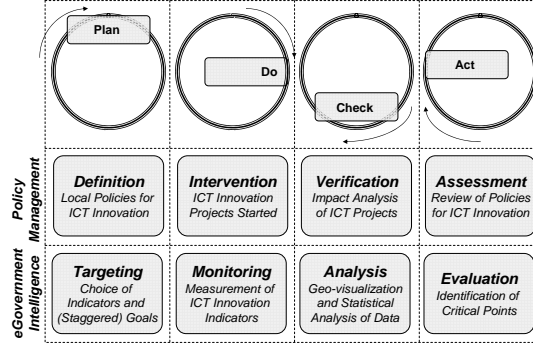 Plan
Do
Check
Act
Policy
Management
Definition
Local Policies for
ICT Innovation
Intervention
ICT Innovation
Projects Started
Verification
Impact Analysis
of ICT Projects
Assessment
Review of Policies
for ICT Innovation
eGovernment
Intelligence
Targeting
Choice of
Indicators and
(Staggered) Goals
Monitoring
Measurement of
ICT Innovation
Indicators
Analysis
Geo-visualization
and Statistical
Analysis of Data
Evaluation
Identification of
Critical Points